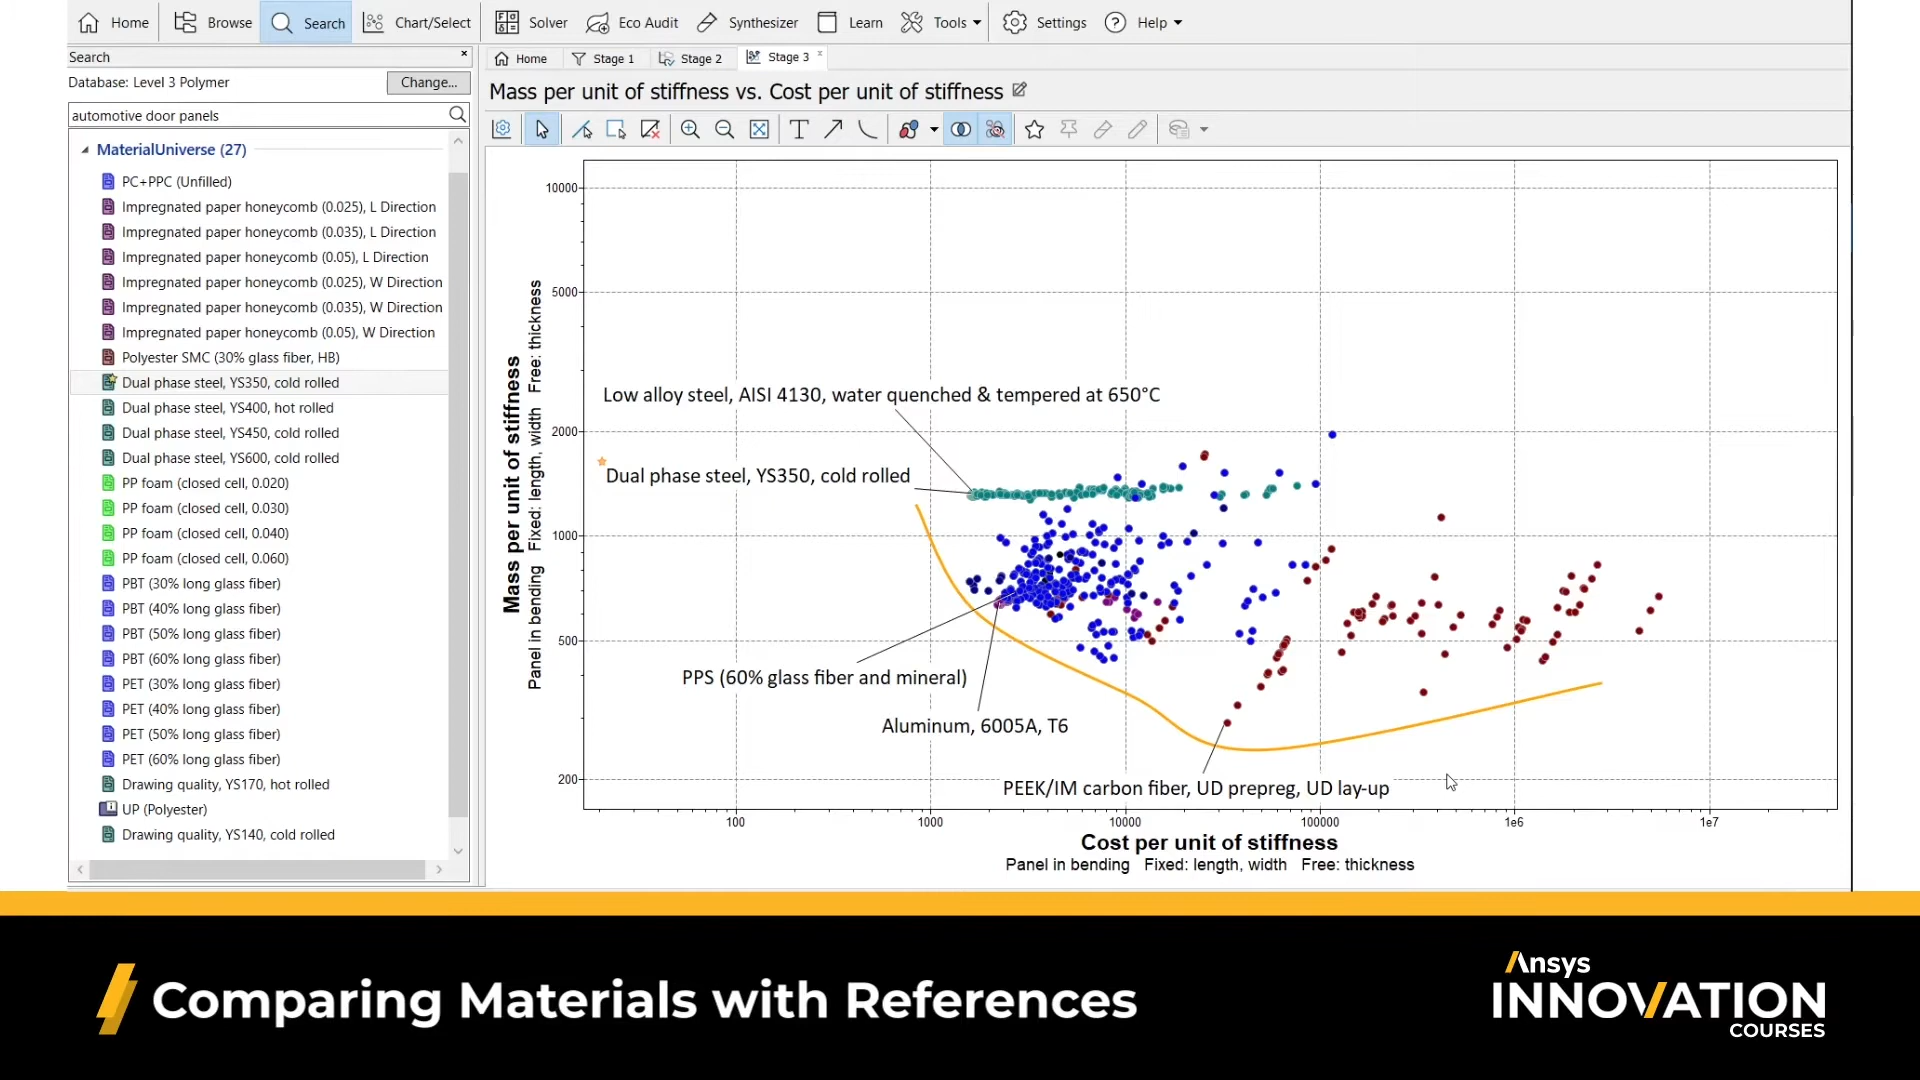 Home
Browse
Search
Chart/Select
Solver
Eco Audit
Synthesizer
Learn
Tools
Settings
Help
Search
Database: Level 3 Polymer
Change...
automotive door panels
MaterialUniverse (27)
PC+PPC (Unfilled)
Impregnated paper honeycomb (0.025), L Direction
Impregnated paper honeycomb (0.035), L Direction
Impregnated paper honeycomb (0.05), L Direction
Impregnated paper honeycomb (0.025), W Direction
Impregnated paper honeycomb (0.035), W Direction
Impregnated paper honeycomb (0.05), W Direction
Polyester SMC (30% glass fiber, HB)
Dual phase steel, YS350, cold rolled
Dual phase steel, YS400, hot rolled
Dual phase steel, YS450, cold rolled
Dual phase steel, YS600, cold rolled
PP foam (closed cell, 0.020)
PP foam (closed cell, 0.030)
PP foam (closed cell, 0.040)
PP foam (closed cell, 0.060)
PBT (30% long glass fiber)
PBT (40% long glass fiber)
PBT (50% long glass fiber)
PBT (60% long glass fiber)
PET (30% long glass fiber)
PET (40% long glass fiber)
PET (50% long glass fiber)
PET (60% long glass fiber)
Drawing quality, YS170, hot rolled
UP (Polyester)
Drawing quality, YS140, cold rolled
Home
Stage 1
Stage 2
Stage 3
Mass per unit of stiffness vs. Cost per unit of stiffness
Mass per unit of stiffness
Panel in bending Fixed: length, width Free: thickness
10000
5000
2000
1000
500
200
Low alloy steel, AISI 4130, water quenched & tempered at 650°C
Dual phase steel, YS350, cold rolled
PPS (60% glass fiber and mineral)
Aluminum, 6005A, T6
PEEK/IM carbon fiber, UD prepreg, UD lay-up
100
1000
10000
100000
1e6
1e7
Cost per unit of stiffness
Panel in bending Fixed: length, width Free: thickness
Comparing Materials with References
Ansys
INNOVATION
COURSES